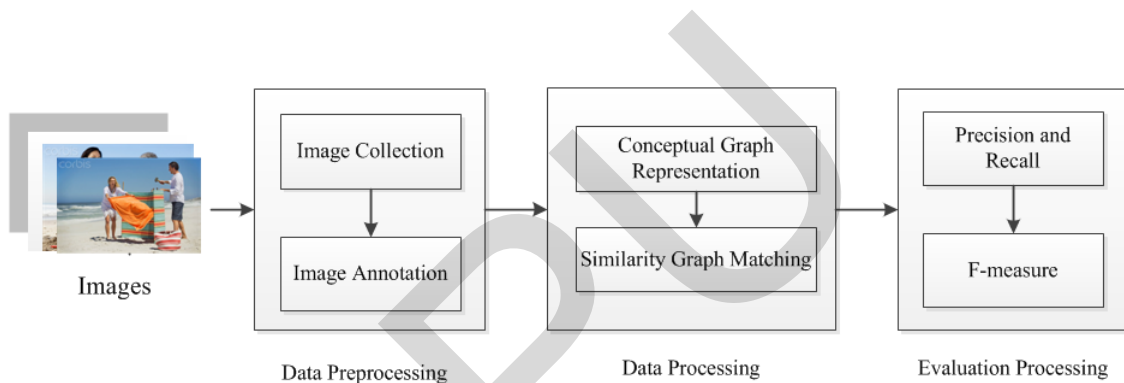 Images
Image Collection
Image Annotation
Data Preprocessing
Conceptual Graph
Representation
Similarity Graph Matching
Data Processing
Precision and
Recall
F-measure
Evaluation Processing